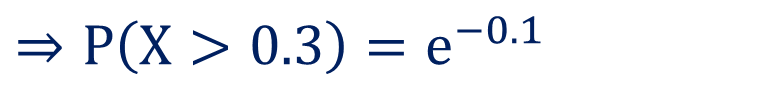 ⇒ P(X > 0.3) = e⁻⁰·¹